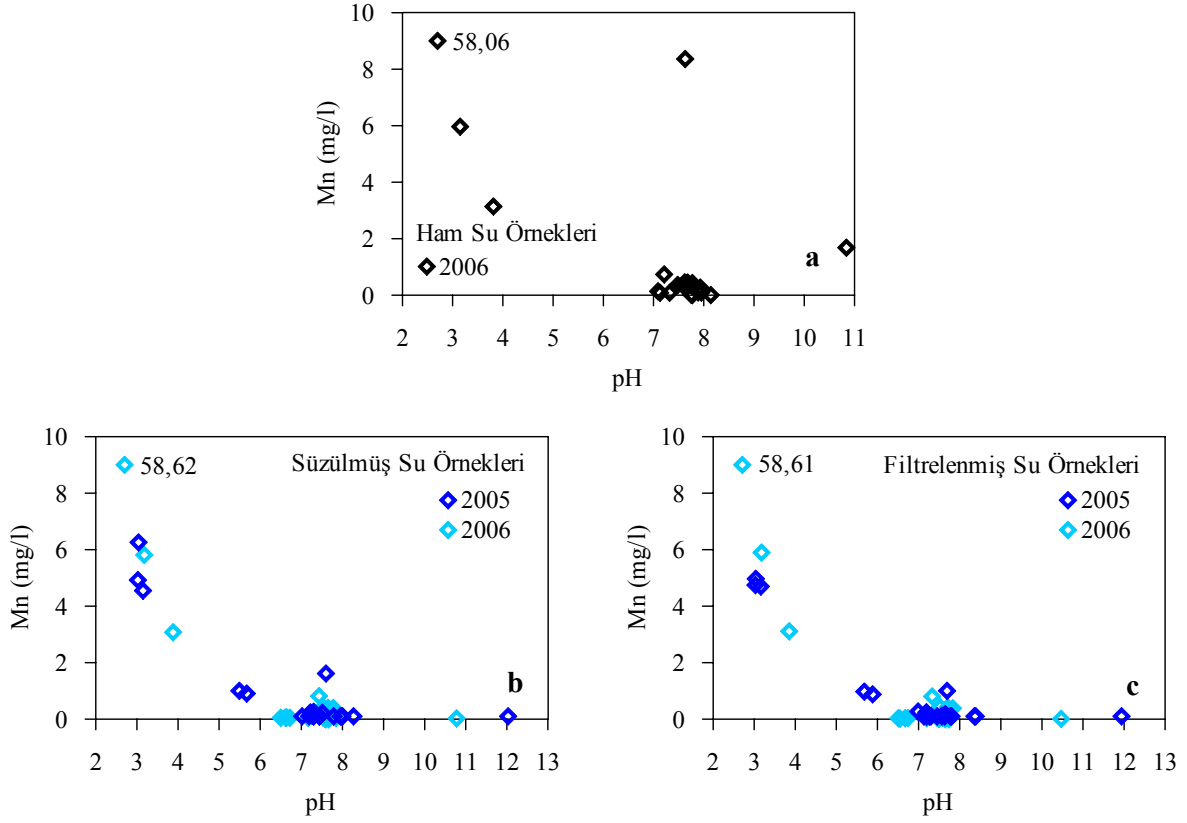 10
8
6
4
2
0
Mn (mg/l)
58,06
Ham Su Örnekleri
2006
a
2 3 4 5 6 7 8 9 10 11
pH
10
8
6
4
2
0
Mn (mg/l)
58,62
Süzülmüş Su Örnekleri
2005
2006
b
2 3 4 5 6 7 8 9 10 11 12 13
pH
10
8
6
4
2
0
Mn (mg/l)
58,61
Filtrelenmiş Su Örnekleri
2005
2006
c
2 3 4 5 6 7 8 9 10 11 12 13
pH